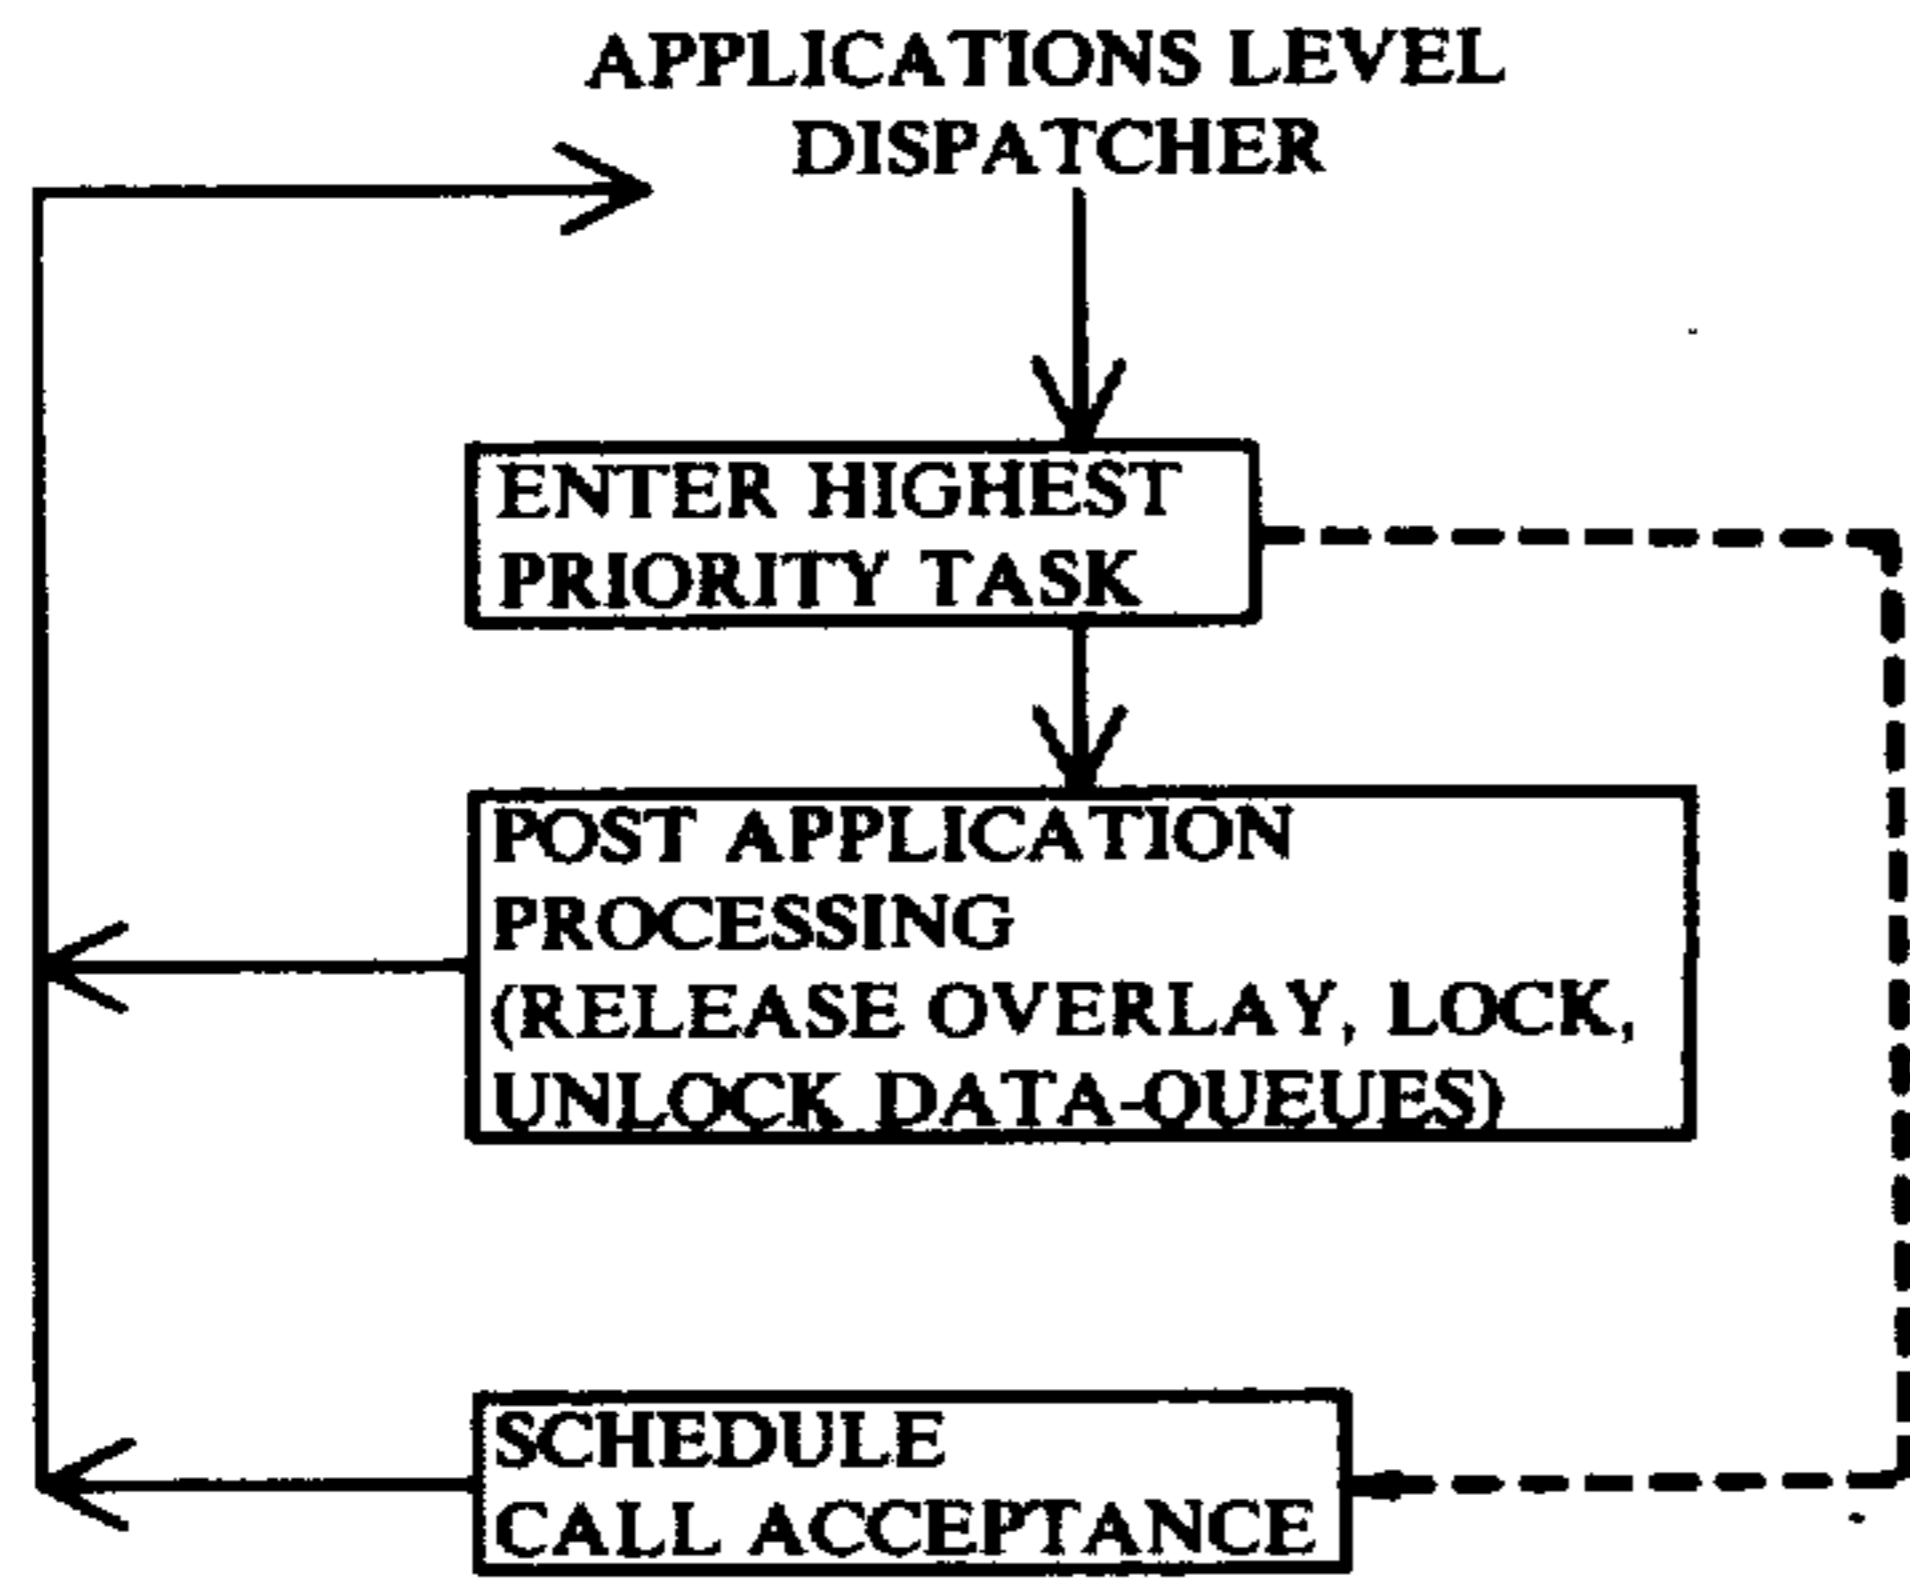 APPLICATIONS LEVEL
DISPATCHER
ENTER HIGHEST
PRIORITY TASK
POST APPLICATION
PROCESSING
(RELEASE OVERLAY, LOCK,
UNLOCK DATA-QUEUES)
SCHEDULE
CALL ACCEPTANCE